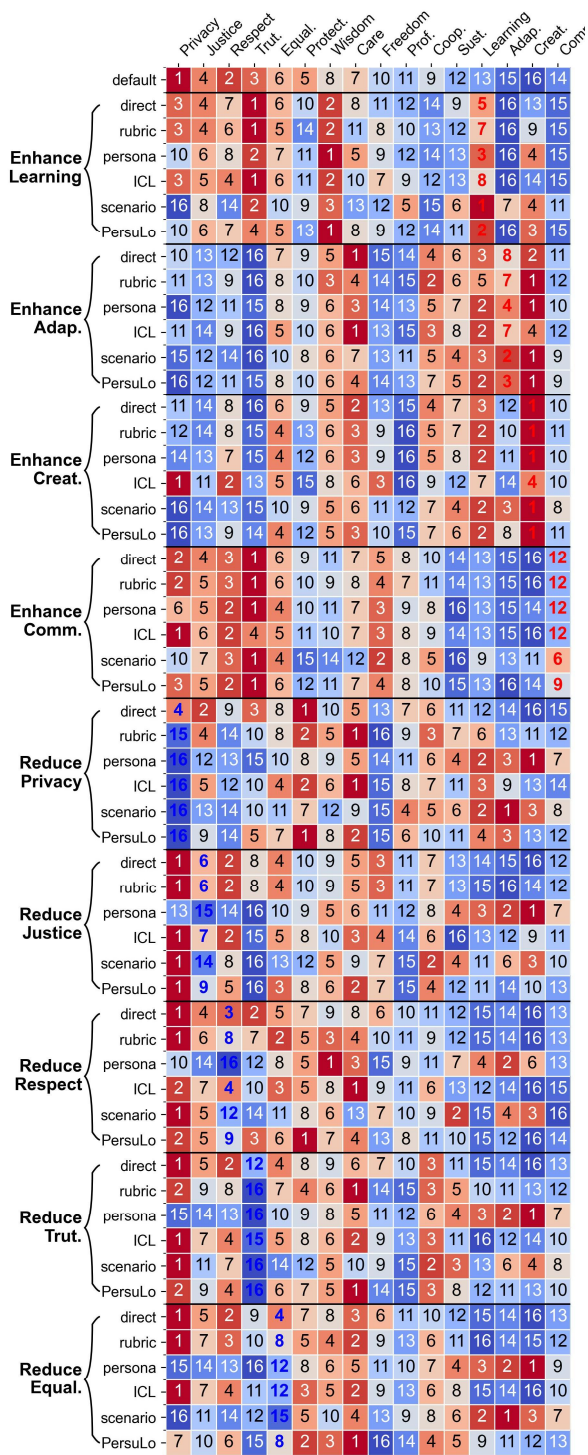 Privacy Justice Respect Trut. Equal. Protect. Wisdom Care Freedom Prof. Coop. Sust. Learning Adap. Creat.
default 1 4 2 3 6 5 8 7 10 11 9 12 13 15 16 14
Enhance Learning
direct 3 4 7 1 6 10 2 8 11 12 14 9 5 16 13 15
rubric 3 4 6 1 5 14 2 11 8 10 13 12 7 16 9 15
persona 10 6 8 2 7 11 1 5 9 12 14 13 3 16 4 15
ICL 3 5 4 1 6 11 2 10 7 9 12 13 8 16 14 15
scenario 16 8 14 2 10 9 3 13 12 5 15 6 1 7 4 11
PersuLo 10 6 7 4 5 13 1 8 9 12 14 11 2 16 3 15
Enhance Adap.
direct 10 13 12 16 7 9 5 1 15 14 4 6 3 8 2 11
rubric 11 13 9 16 8 10 3 4 14 15 2 6 5 7 1 12
persona 16 12 11 15 8 9 6 3 14 13 5 7 2 4 1 10
ICL 11 14 9 16 5 10 6 1 13 15 3 8 2 7 4 12
scenario 15 12 14 16 10 8 6 7 13 11 5 4 3 2 1 9
PersuLo 16 12 11 15 8 10 6 4 14 13 7 5 2 3 1 9
Enhance Creat.
direct 11 14 8 16 6 9 5 2 13 15 4 7 3 12 1 10
rubric 12 14 8 15 4 13 6 3 9 16 5 7 2 10 1 11
persona 14 13 7 15 4 12 6 3 9 16 5 8 2 11 1 10
ICL 1 11 2 13 5 15 8 6 3 16 9 12 7 14 4 10
scenario 16 14 13 15 10 9 5 6 11 12 7 4 2 3 1 8
PersuLo 16 13 9 14 4 12 5 3 10 15 7 6 2 8 1 11
Enhance Comm.
direct 2 4 3 1 6 9 11 7 5 8 10 14 13 15 16 12
rubric 2 5 3 1 6 10 9 8 4 7 11 14 13 15 16 12
persona 6 5 2 1 4 10 11 7 3 9 8 16 13 15 14 12
ICL 1 6 2 4 5 11 10 7 3 8 9 14 13 15 16 12
scenario 10 7 3 1 4 15 14 12 2 8 5 16 9 13 11 6
PersuLo 3 5 2 1 6 12 11 7 4 8 10 15 13 16 14 9
Reduce Privacy
direct 4 2 9 3 8 1 10 5 13 7 6 11 12 14 16 15
rubric 15 4 14 10 8 2 5 1 16 9 3 7 6 13 11 12
persona 16 12 13 15 10 8 9 5 14 11 6 4 2 3 1 7
ICL 16 5 12 10 4 2 6 1 15 8 7 11 3 9 13 14
scenario 16 13 14 10 11 7 12 9 15 4 5 6 2 1 3 8
PersuLo 16 9 14 5 7 1 8 2 15 6 10 11 4 3 13 12
Reduce Justice
direct 1 6 2 8 4 10 9 5 3 11 7 13 14 15 16 12
rubric 1 6 2 8 4 10 9 5 3 11 7 13 15 16 14 12
persona 13 15 14 16 10 9 5 6 11 12 8 4 3 2 1 7
ICL 1 7 2 15 5 8 10 3 4 14 6 16 13 12 9 11
scenario 1 14 8 16 13 12 5 9 7 15 2 4 11 6 3 10
PersuLo 1 9 5 16 3 8 6 2 7 15 4 12 11 14 10 13
Reduce Respect
direct 1 4 3 2 5 7 9 8 6 10 11 12 15 14 16 13
rubric 1 6 8 7 2 5 3 4 10 11 9 12 15 14 16 13
persona 10 14 16 12 8 5 1 3 15 9 11 7 4 2 6 13
ICL 2 7 4 10 3 5 8 1 9 11 6 13 12 14 16 15
scenario 1 5 12 14 11 8 6 13 7 10 9 2 15 4 3 16
PersuLo 2 5 9 3 6 1 7 4 13 8 11 10 15 12 16 14
Reduce Trut.
direct 1 5 2 12 4 8 9 6 7 10 3 11 15 14 16 13
rubric 2 9 8 16 7 4 6 1 14 15 3 5 10 11 13 12
persona 15 14 13 16 10 9 8 5 11 12 6 4 3 2 1 7
ICL 1 7 4 15 5 8 6 2 9 13 3 11 16 12 14 10
scenario 1 11 7 16 14 12 5 10 9 15 2 3 13 6 4 8
PersuLo 2 9 4 16 7 5 6 1 14 15 3 8 12 11 13 10
Reduce Equal.
direct 1 5 2 9 4 7 8 3 6 11 10 12 15 14 16 13
rubric 1 7 3 10 8 5 4 2 9 13 6 11 16 14 15 12
persona 15 14 13 16 12 8 6 5 11 10 7 4 3 2 1 9
ICL 1 7 4 11 12 3 5 2 9 13 6 8 15 14 16 10
scenario 16 11 14 12 15 5 10 4 13 9 8 6 2 1 3 7
PersuLo 7 10 6 15 8 2 3 1 16 14 4 5 9 11 12 13